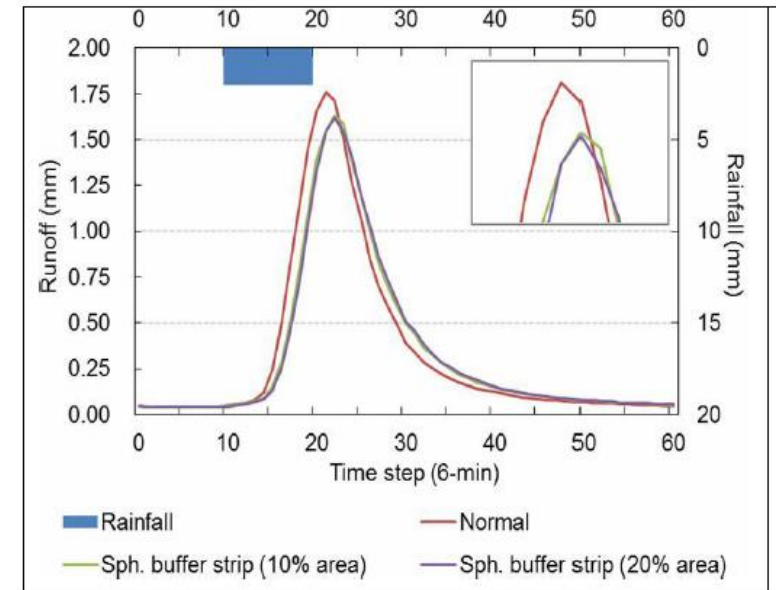 0 10 20 30 40 50 60
2.00 0
1.75
1.50 5
1.25
1.00 10
0.75
0.50 15
0.25
0.00 20
Runoff (mm)
Rainfall (mm)
0 10 20 30 40 50 60
Time step (6-min)
Rainfall Normal
Sph. buffer strip (10% area) Sph. buffer strip (20% area)